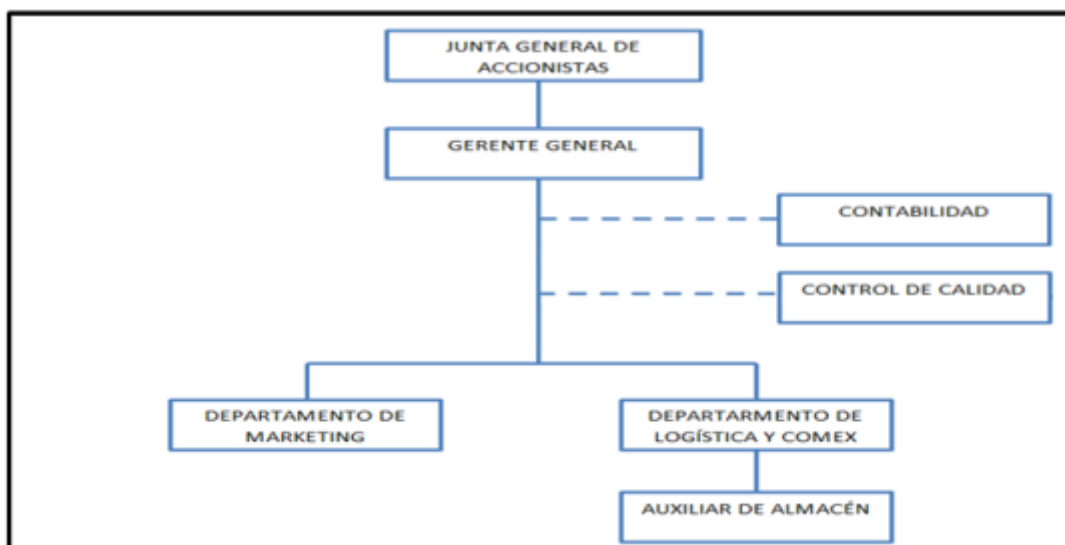 JUNTA GENERAL DE
ACCIONISTAS
GERENTE GENERAL
CONTABILIDAD
CONTROL DE CALIDAD
DEPARTAMENTO DE
MARKETING
DEPARTARMENTO DE
LOGÍSTICA Y COMEX
AUXILIAR DE ALMACÉN